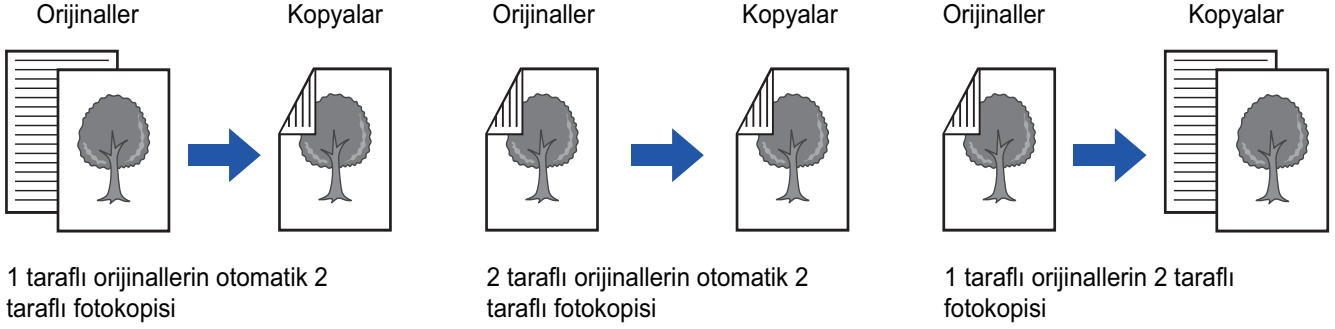 Orijinaller
Kopyalar
Orijinaller
Kopyalar
Orijinaller
Kopyalar
1 taraflı orijinallerin otomatik 2
taraflı fotokopisi
2 taraflı orijinallerin otomatik 2
taraflı fotokopisi
1 taraflı orijinallerin 2 taraflı
fotokopisi